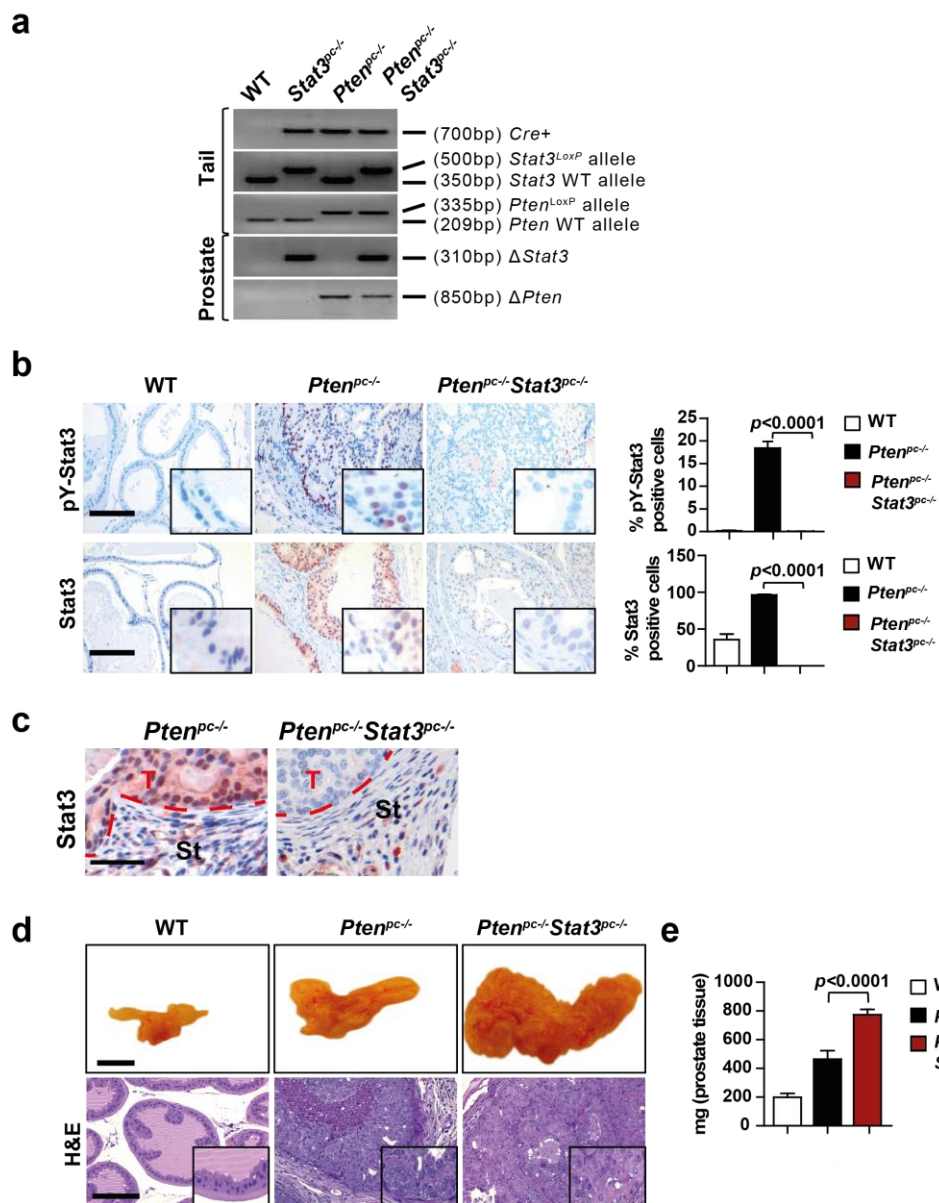 a
WT
Stat3pc-/-
Ptenpc-/-
Ptenpc-/-
Stat3pc-/-
Tail
(700bp) Cre+
(500bp) Stat3LoxP allele
(350bp) Stat3 WT allele
(335bp) PtenLoxP allele
(209bp) Pten WT allele
Prostate
(310bp) ΔStat3
(850bp) ΔPten
b
WT
Ptenpc-/-
Ptenpc-/-Stat3pc-/-
pY-Stat3
Stat3
% pY-Stat3
positive cells
25
20
15
10
5
0
p<0.0001
WT
Ptenpc-/-
Ptenpc-/-
Stat3pc-/-
% Stat3
positive cells
150
100
50
0
p<0.0001
WT
Ptenpc-/-
Ptenpc-/-
Stat3pc-/-
c
Ptenpc-/-
Ptenpc-/-Stat3pc-/-
Stat3
T
St
T
St
d
WT
Ptenpc-/-
Ptenpc-/-Stat3pc-/-
H&E
e
mg (prostate tissue)
1000
800
600
400
200
0
p<0.0001